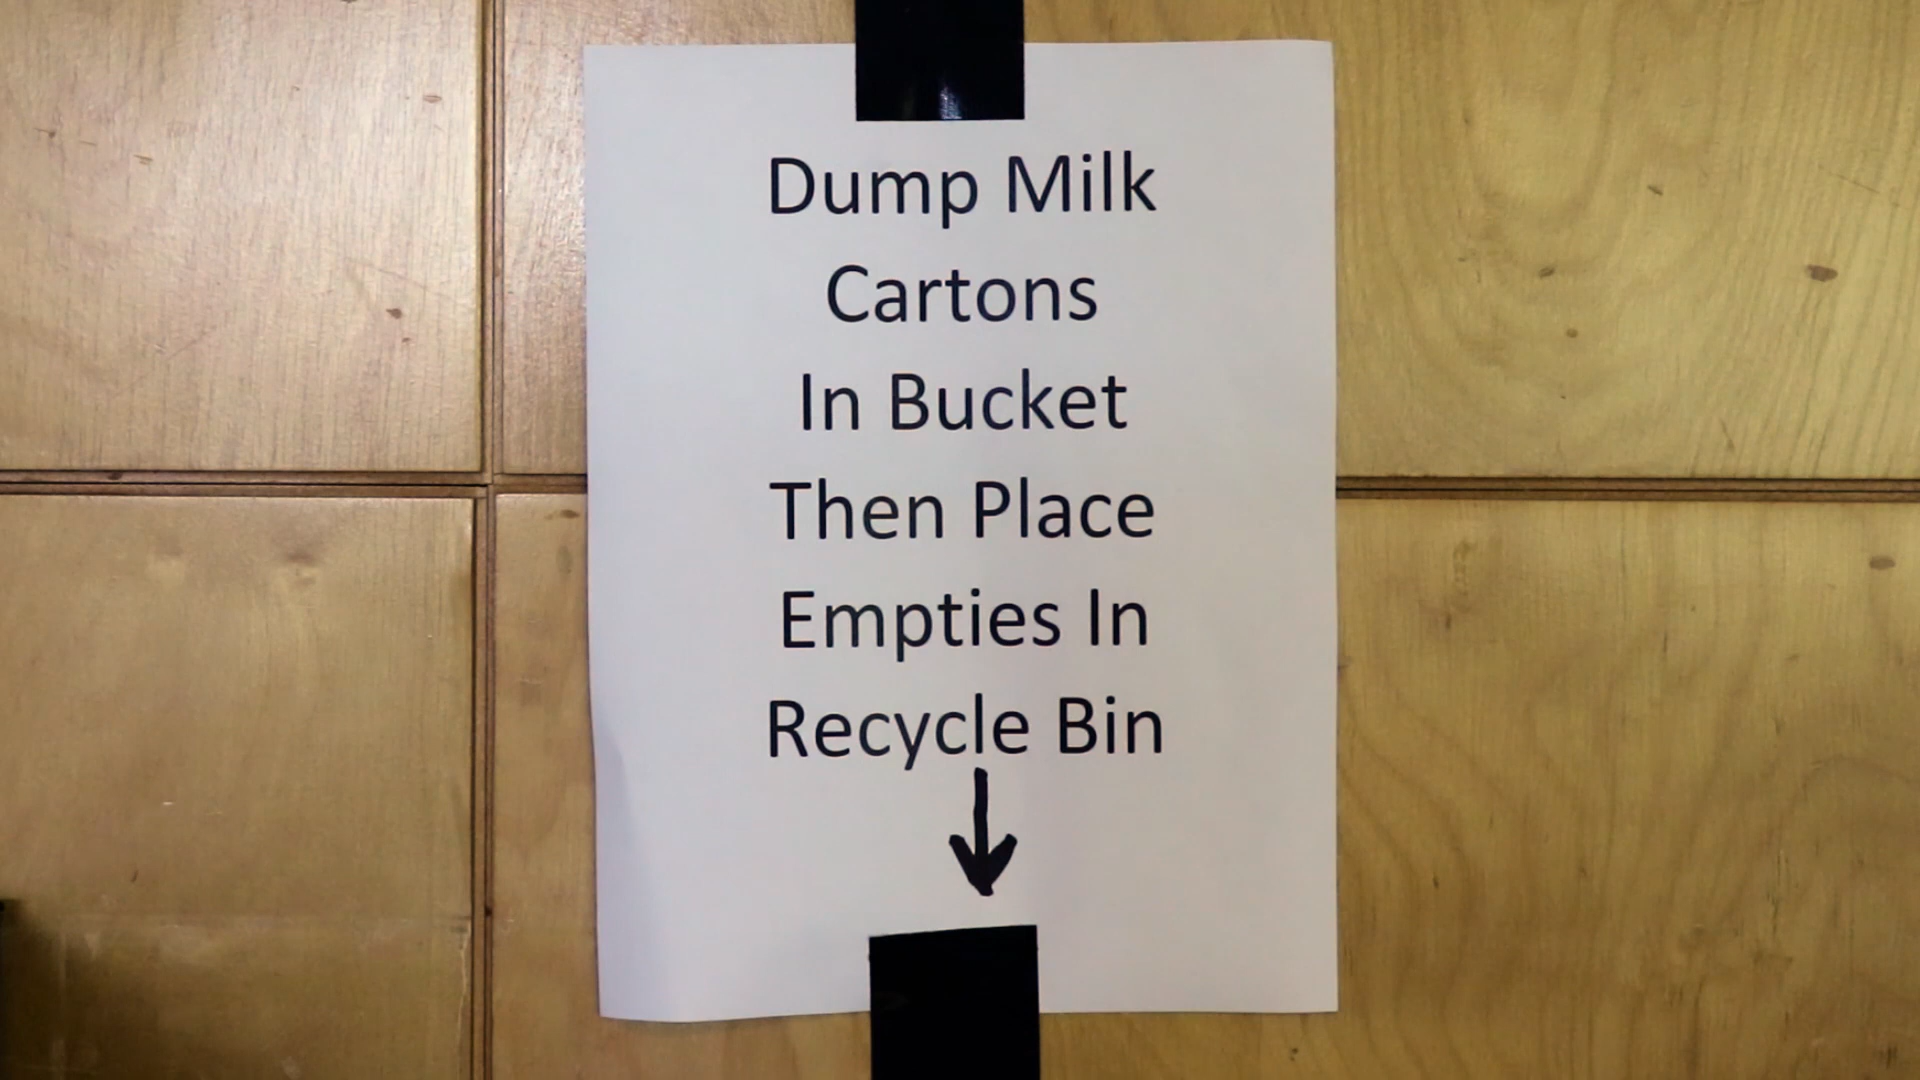 Dump Milk
Cartons
In Bucket
Then Place
Empties In
Recycle Bin